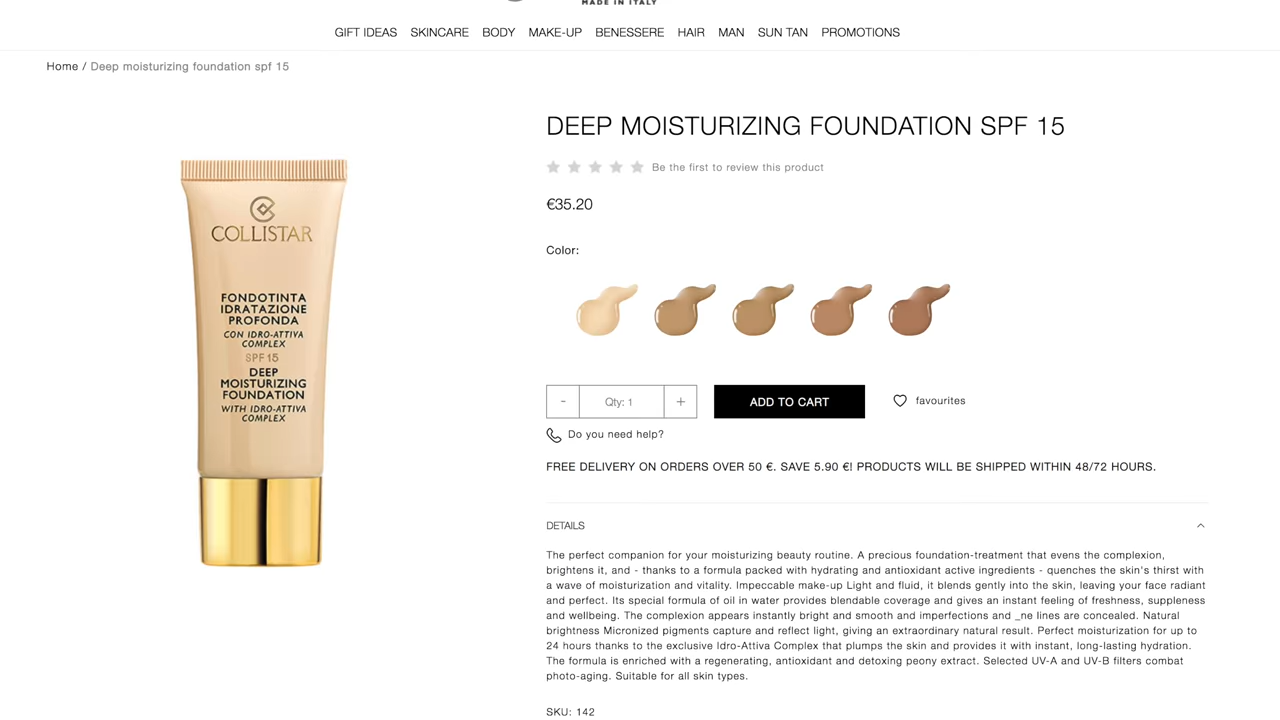 MADE IN ITALY
GIFT IDEAS SKINCARE BODY MAKE-UP BENESSERE HAIR MAN SUN TAN PROMOTIONS
Home / Deep moisturizing foundation spf 15
COLLISTAR
FONDOTINTA
IDRATAZIONE
PROFONDA
CON IDRO-ATTIVA
COMPLEX
SPF 15
DEEP
MOISTURIZING
FOUNDATION
WITH IDRO-ATTIVA
COMPLEX
DEEP MOISTURIZING FOUNDATION SPF 15
Be the first to review this product
€35.20
Color:
- Qty: 1 +
ADD TO CART
favourites
Do you need help?
FREE DELIVERY ON ORDERS OVER 50 €. SAVE 5.90 €! PRODUCTS WILL BE SHIPPED WITHIN 48/72 HOURS.
DETAILS
The perfect companion for your moisturizing beauty routine. A precious foundation-treatment that evens the complexion,
brightens it, and - thanks to a formula packed with hydrating and antioxidant active ingredients - quenches the skin's thirst with
a wave of moisturization and vitality. Impeccable make-up Light and fluid, it blends gently into the skin, leaving your face radiant
and perfect. Its special formula of oil in water provides blendable coverage and gives an instant feeling of freshness, suppleness
and wellbeing. The complexion appears instantly bright and smooth and imperfections and _ne lines are concealed. Natural
brightness Micronized pigments capture and reflect light, giving an extraordinary natural result. Perfect moisturization for up to
24 hours thanks to the exclusive Idro-Attiva Complex that plumps the skin and provides it with instant, long-lasting hydration.
The formula is enriched with a regenerating, antioxidant and detoxing peony extract. Selected UV-A and UV-B filters combat
photo-aging. Suitable for all skin types.
SKU: 142